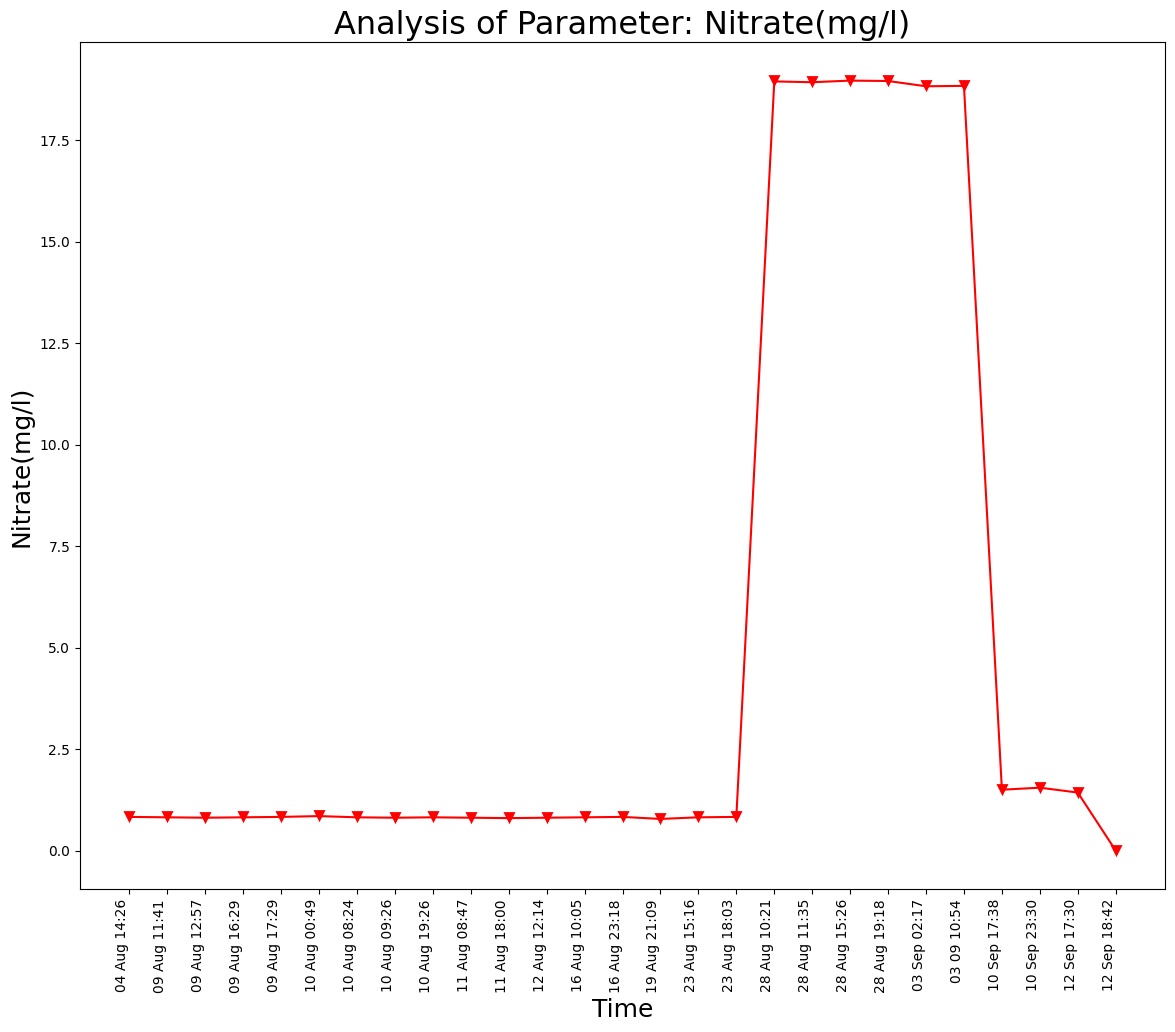 Analysis of Parameter: Nitrate(mg/l)
Nitrate(mg/l)
17.5
15.0
12.5
10.0
7.5
5.0
2.5
0.0
04 Aug 14:26
09 Aug 11:41
09 Aug 12:57
09 Aug 16:29
09 Aug 17:29
10 Aug 00:49
10 Aug 08:24
10 Aug 09:26
10 Aug 19:26
11 Aug 08:47
11 Aug 18:00
12 Aug 12:14
16 Aug 10:05
16 Aug 23:18
19 Aug 21:09
23 Aug 15:16
23 Aug 18:03
28 Aug 10:21
28 Aug 11:35
28 Aug 15:26
28 Aug 19:18
03 Sep 02:17
03 09 10:54
10 Sep 17:38
10 Sep 23:30
12 Sep 17:30
12 Sep 18:42
Time